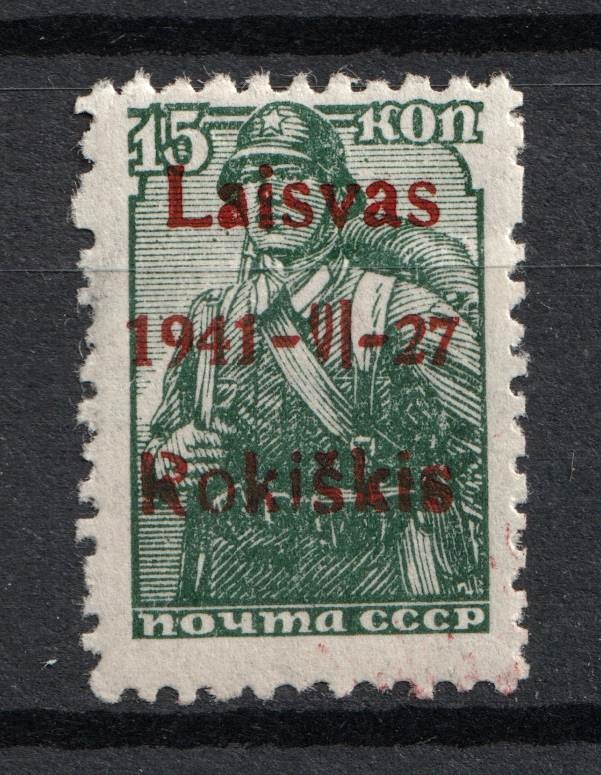 15 коп
Laisvas
1941-VI-27
Rokiškis
почта СССР